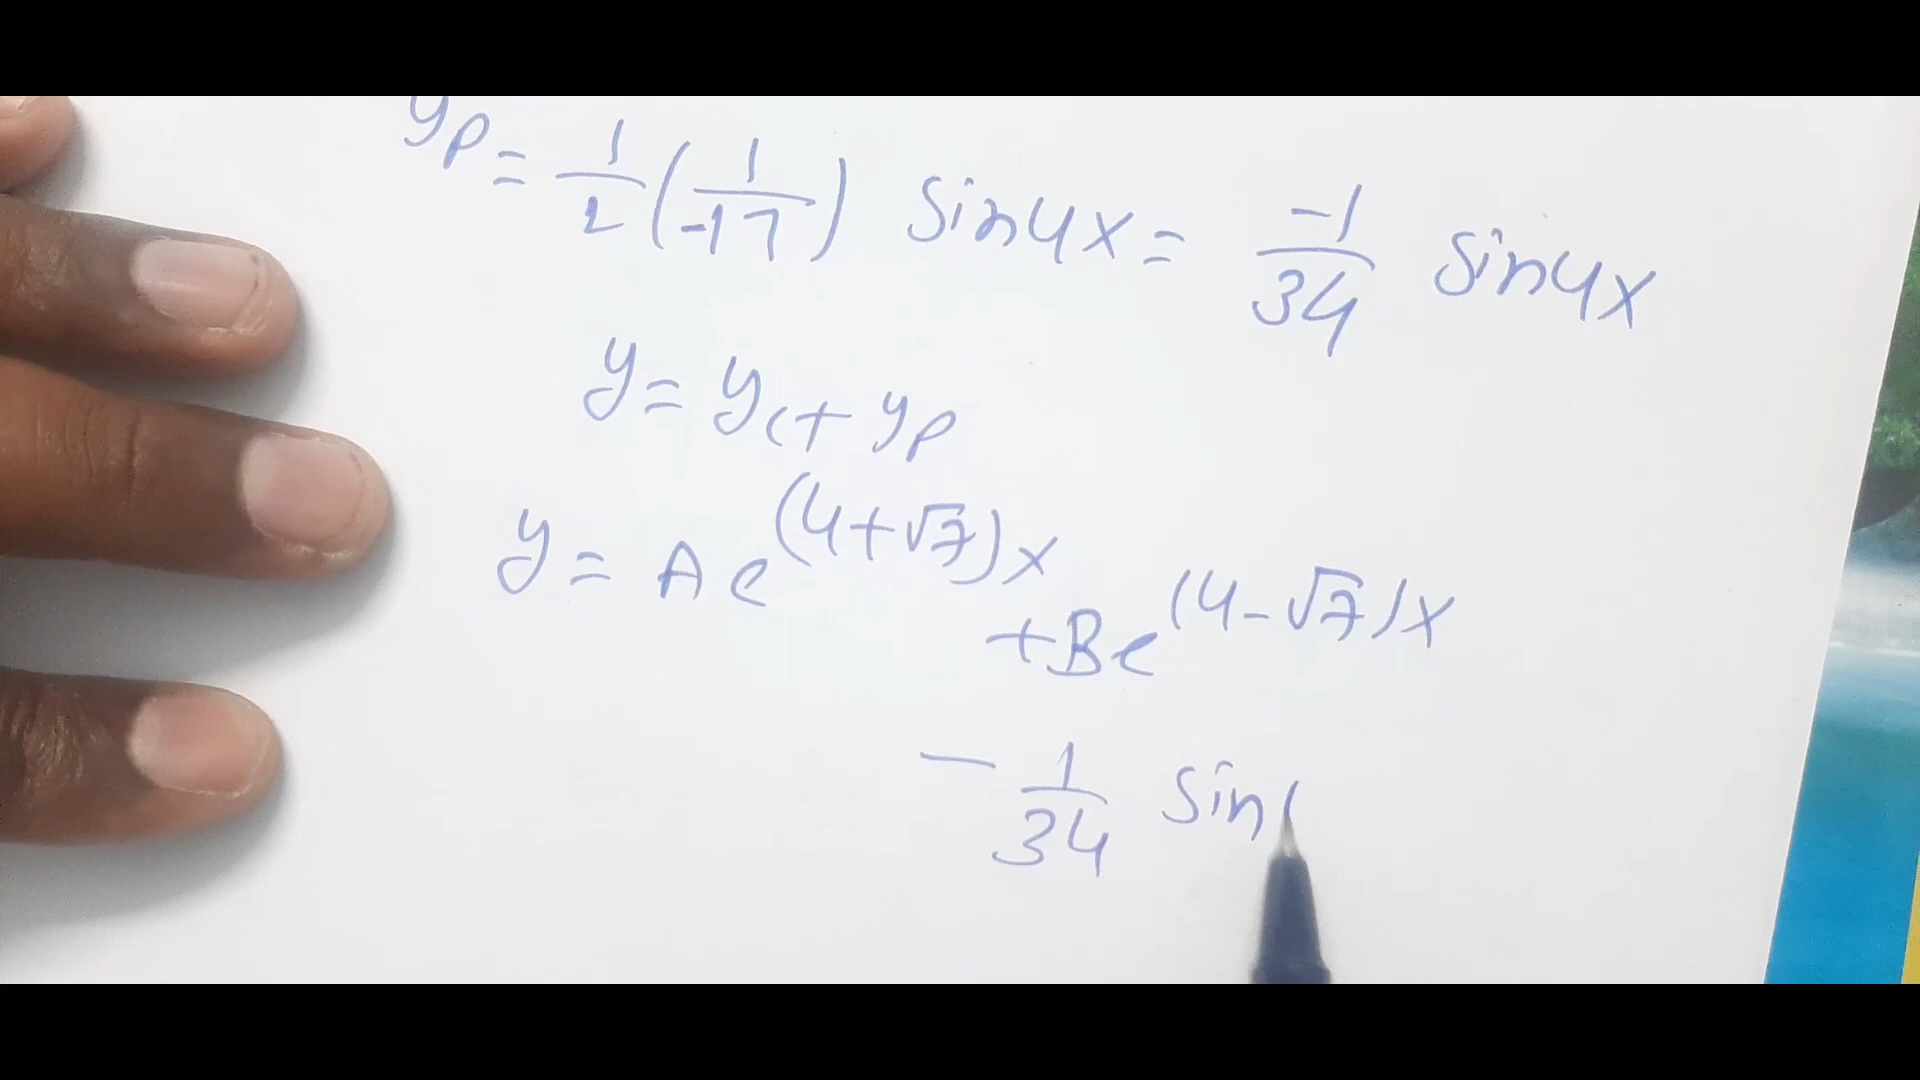 yp = 1/2 (1/-17) sin4x = -1/34 sin4x
y = yc + yp
y = Ae^(4+√7)x
+Be^(4-√7)x
- 1/34 sin